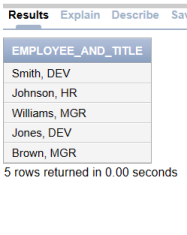 Results Explain Describe Sav
EMPLOYEE_AND_TITLE
Smith, DEV
Johnson, HR
Williams, MGR
Jones, DEV
Brown, MGR
5 rows returned in 0.00 seconds